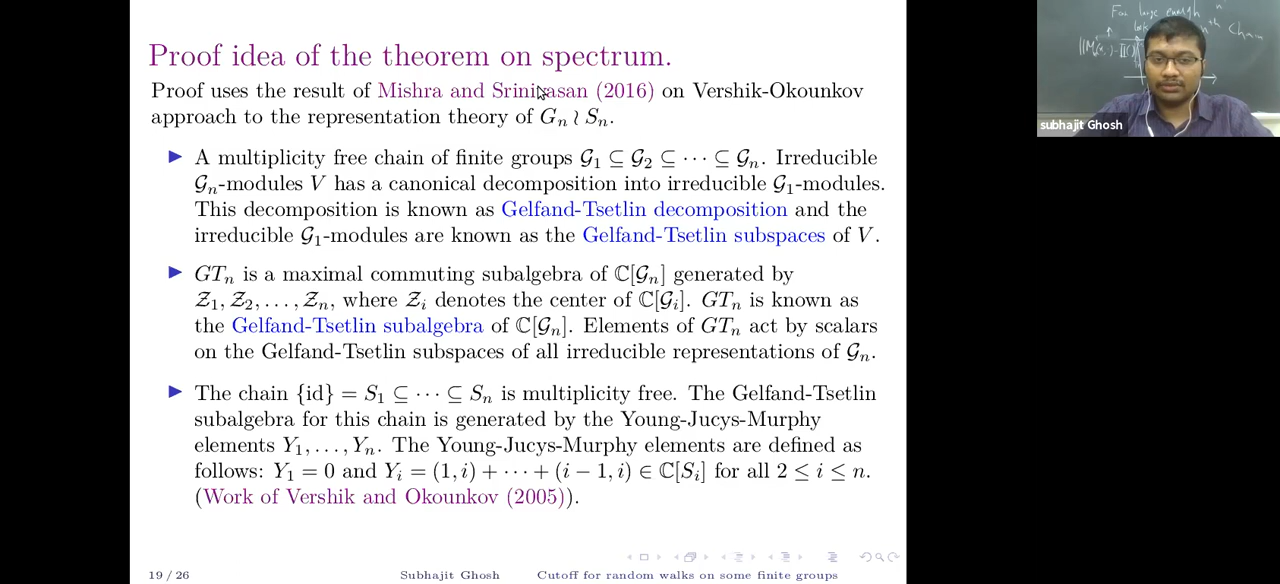 Proof idea of the theorem on spectrum.
Proof uses the result of Mishra and Srinivasan (2016) on Vershik-Okounkov
approach to the representation theory of Gₙ ≀ Sₙ.
▶ A multiplicity free chain of finite groups 𝒢₁ ⊆ 𝒢₂ ⊆ ··· ⊆ 𝒢ₙ. Irreducible
𝒢ₙ-modules V has a canonical decomposition into irreducible 𝒢₁-modules.
This decomposition is known as Gelfand-Tsetlin decomposition and the
irreducible 𝒢₁-modules are known as the Gelfand-Tsetlin subspaces of V.
▶ GTₙ is a maximal commuting subalgebra of ℂ[𝒢ₙ] generated by
𝒵₁, 𝒵₂, . . . , 𝒵ₙ, where 𝒵ᵢ denotes the center of ℂ[𝒢ᵢ]. GTₙ is known as
the Gelfand-Tsetlin subalgebra of ℂ[𝒢ₙ]. Elements of GTₙ act by scalars
on the Gelfand-Tsetlin subspaces of all irreducible representations of 𝒢ₙ.
▶ The chain {id} = S₁ ⊆ ··· ⊆ Sₙ is multiplicity free. The Gelfand-Tsetlin
subalgebra for this chain is generated by the Young-Jucys-Murphy
elements Y₁, . . . , Yₙ. The Young-Jucys-Murphy elements are defined as
follows: Y₁ = 0 and Yᵢ = (1, i) + ··· + (i − 1, i) ∈ ℂ[Sᵢ] for all 2 ≤ i ≤ n.
(Work of Vershik and Okounkov (2005)).
19 / 26 Subhajit Ghosh Cutoff for random walks on some finite groups
For large enough n
nth Chain
subhajit Ghosh